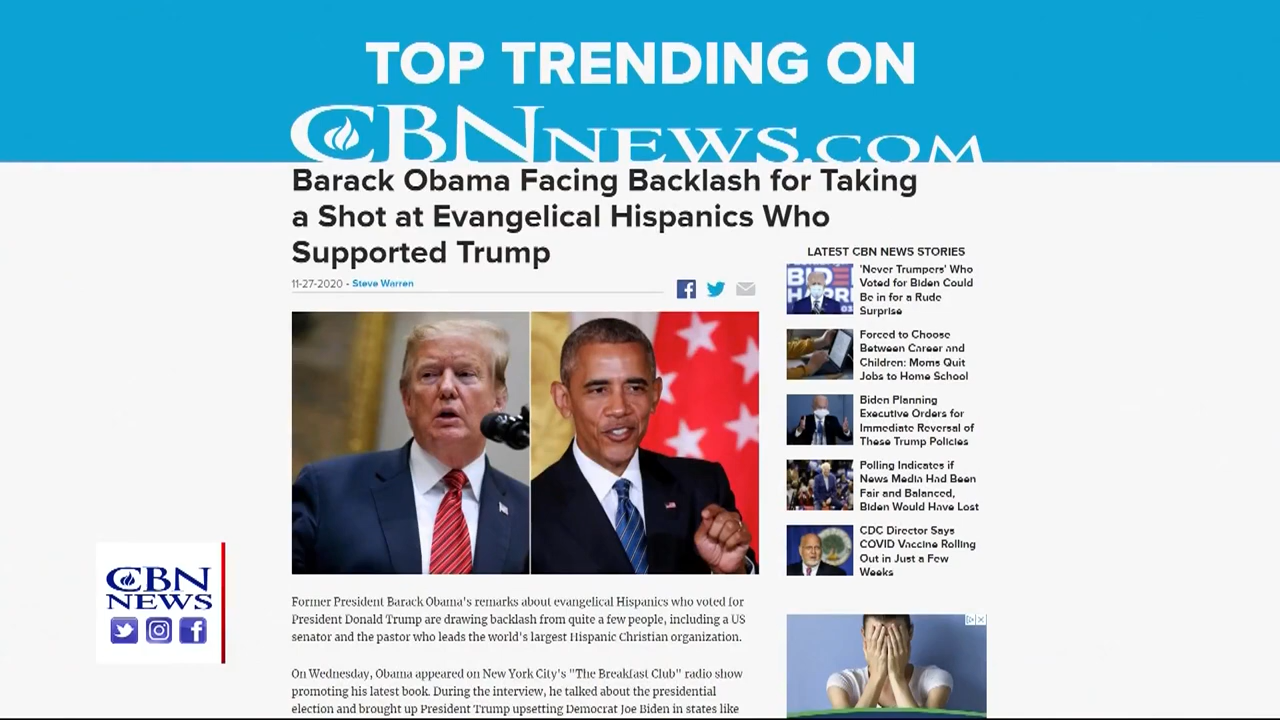 TOP TRENDING ON
CBNNEWS.COM
Barack Obama Facing Backlash for Taking
a Shot at Evangelical Hispanics Who
Supported Trump
11-27-2020 - Steve Warren
LATEST CBN NEWS STORIES
'Never Trumpers' Who
Voted for Biden Could
Be in for a Rude
Surprise
Forced to Choose
Between Career and
Children: Moms Quit
Jobs to Home School
Biden Planning
Executive Orders for
Immediate Reversal of
These Trump Policies
Polling Indicates if
News Media Had Been
Fair and Balanced,
Biden Would Have Lost
CDC Director Says
COVID Vaccine Rolling
Out in Just a Few
Weeks
Former President Barack Obama's remarks about evangelical Hispanics who voted for
President Donald Trump are drawing backlash from quite a few people, including a US
senator and the pastor who leads the world's largest Hispanic Christian organization.
On Wednesday, Obama appeared on New York City's "The Breakfast Club" radio show
promoting his latest book. During the interview, he talked about the presidential
election and brought up President Trump upsetting Democrat Joe Biden in states like
CBN
NEWS